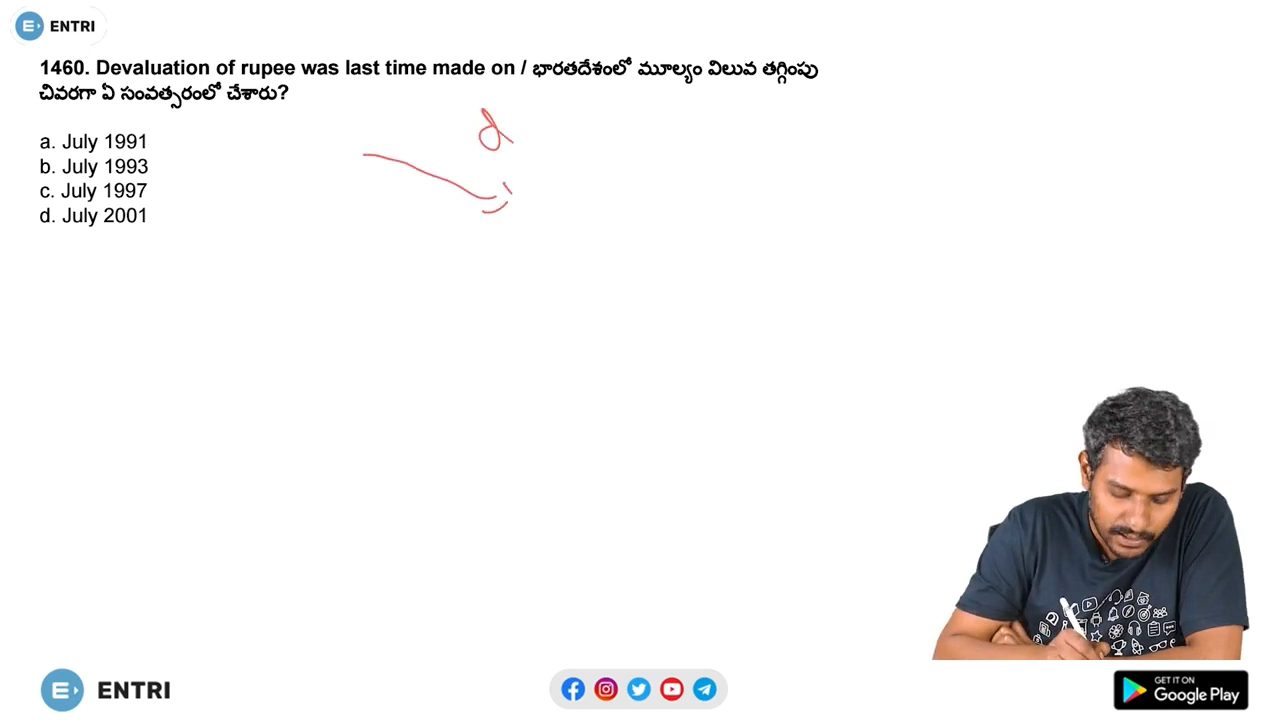 ENTRI
1460. Devaluation of rupee was last time made on / భారతదేశంలో మూల్యం విలువ తగ్గింపు
చివరగా ఏ సంవత్సరంలో చేశారు?
a. July 1991
b. July 1993
c. July 1997
d. July 2001
d
ENTRI
GET IT ON
Google Play